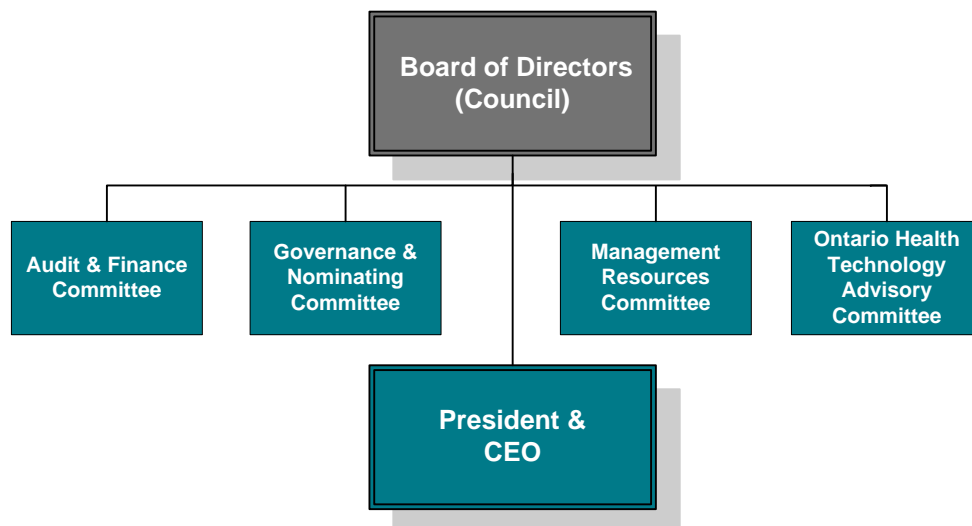 Board of Directors
(Council)
Audit & Finance
Committee
Governance &
Nominating
Committee
Management
Resources
Committee
Ontario Health
Technology
Advisory
Committee
President &
CEO